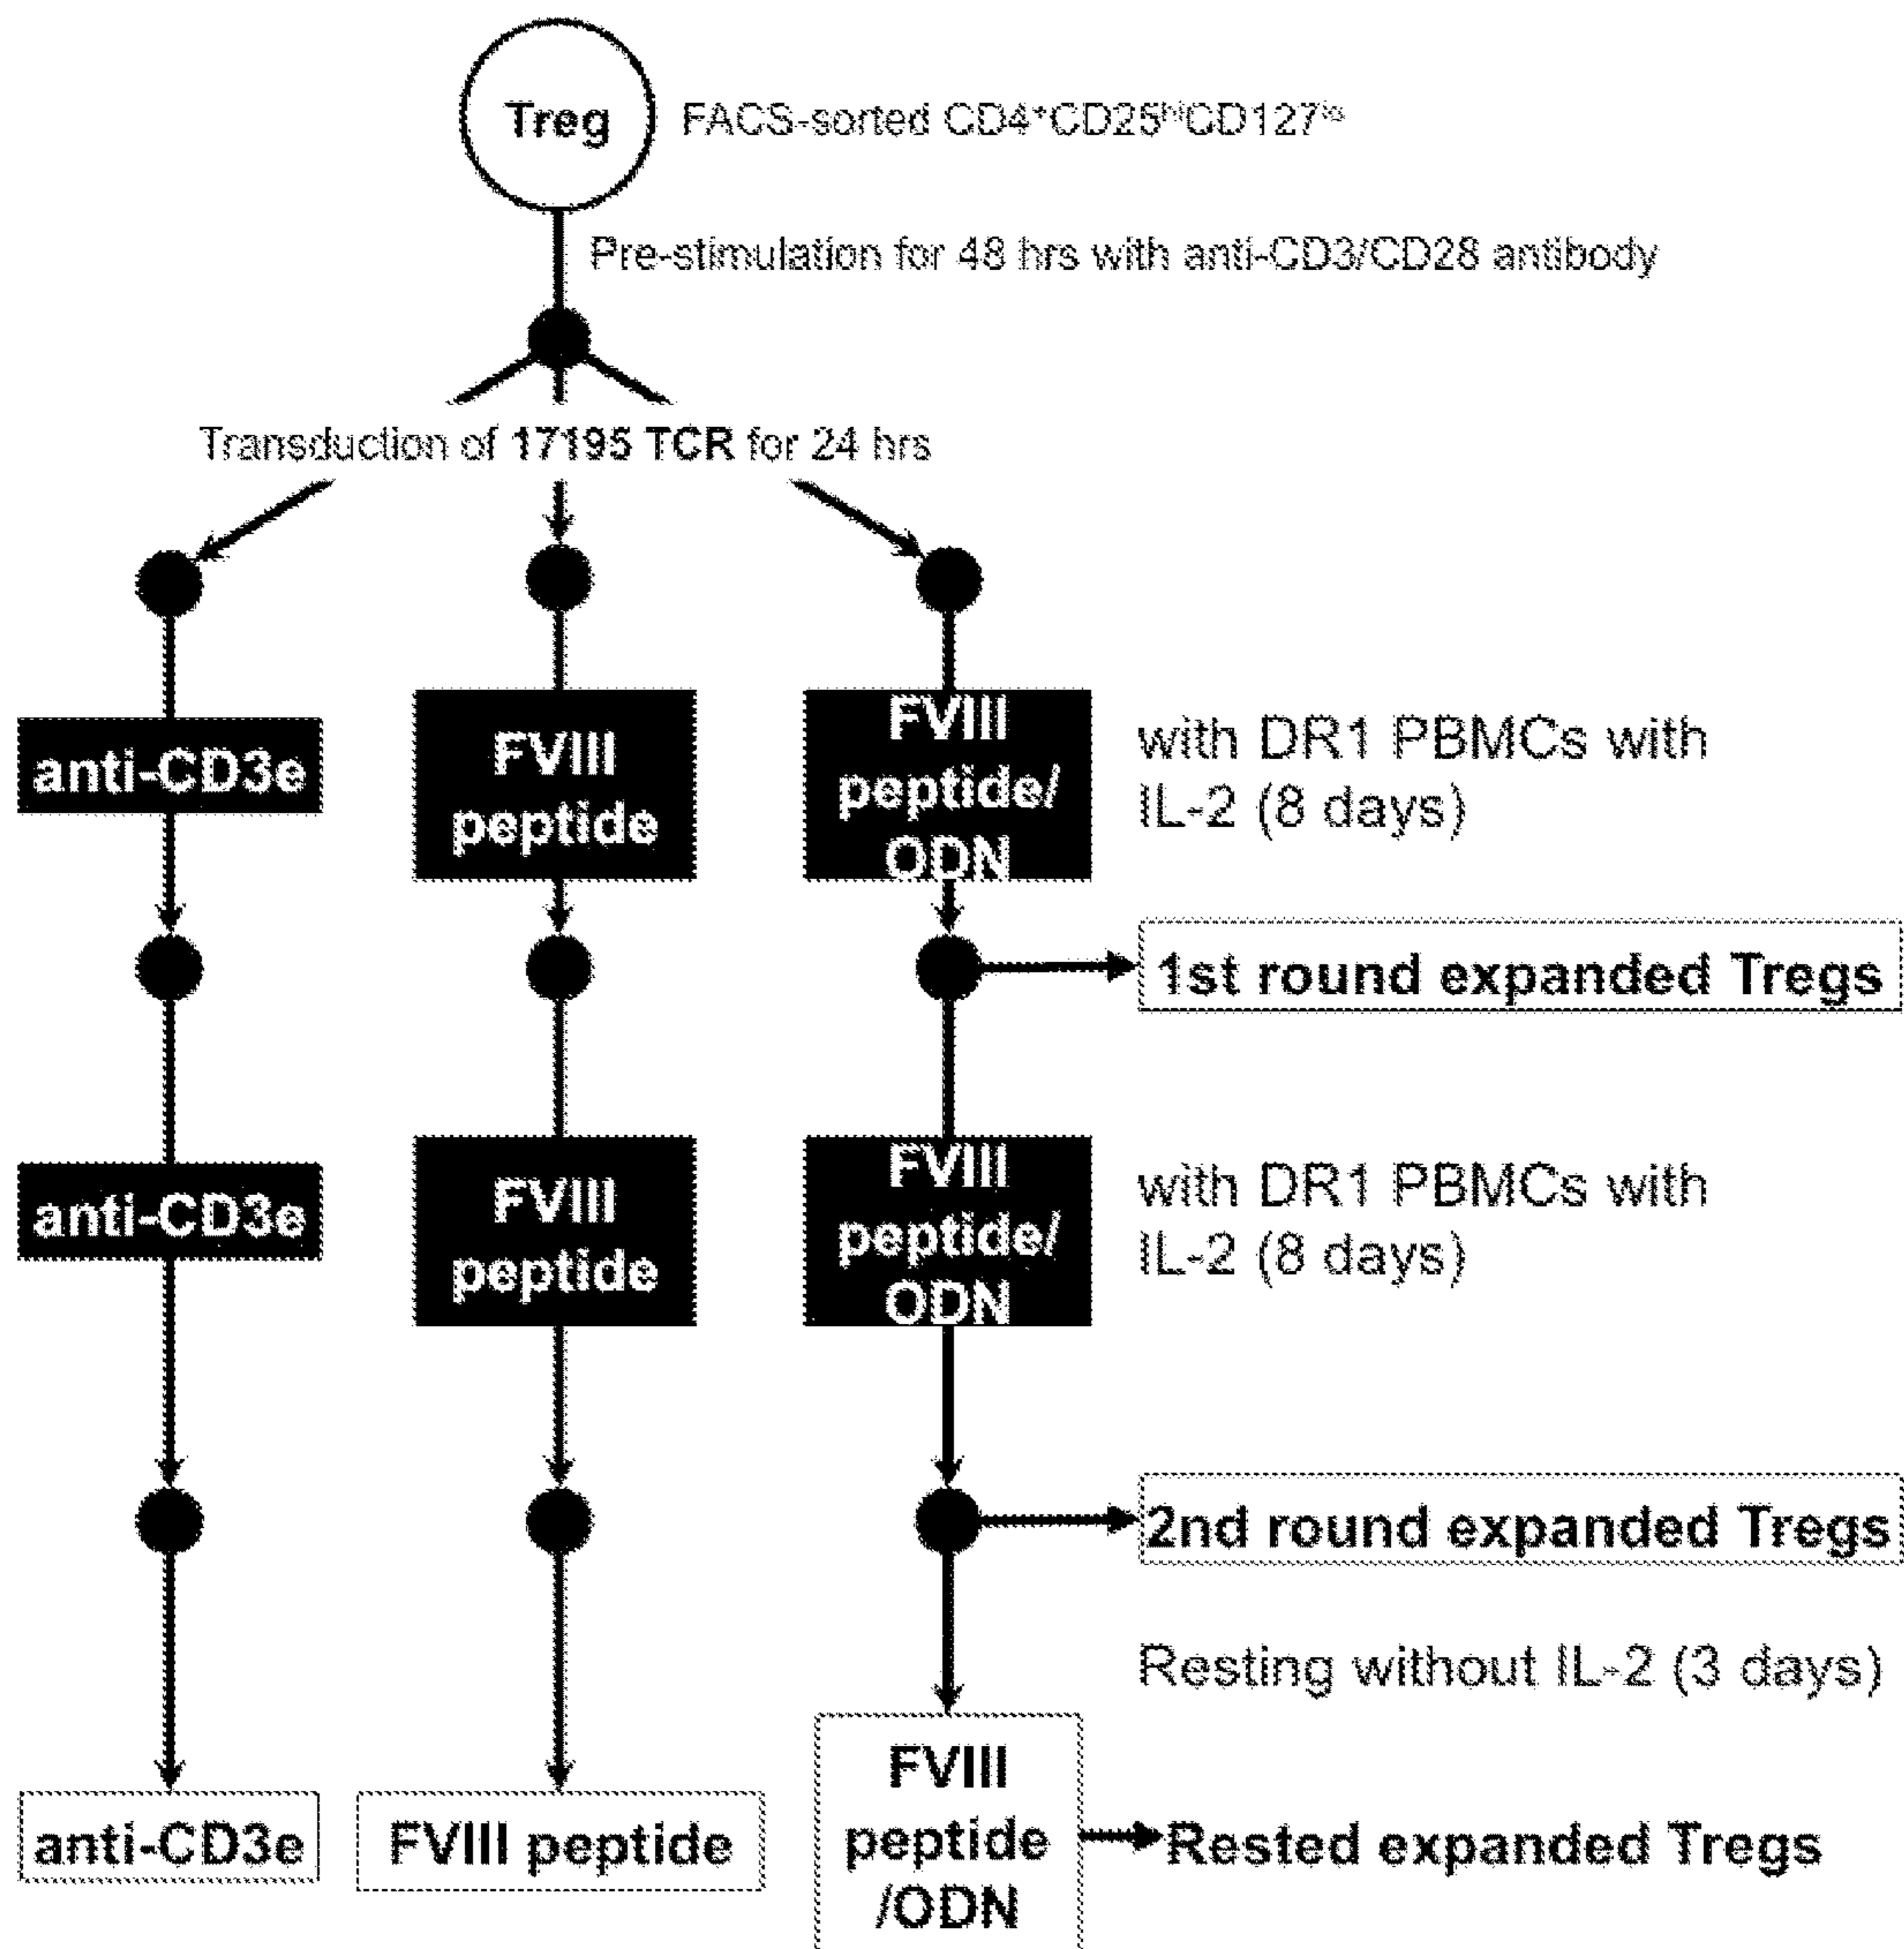 Treg
FACS-sorted CD4⁺CD25ʰⁱCD127ˡᵒ
Pre-stimulation for 48 hrs with anti-CD3/CD28 antibody
Transduction of 17195 TCR for 24 hrs
anti-CD3e
FVIII
peptide
FVIII
peptide/
ODN
with DR1 PBMCs with
IL-2 (8 days)
1st round expanded Tregs
anti-CD3e
FVIII
peptide
FVIII
peptide/
ODN
with DR1 PBMCs with
IL-2 (8 days)
2nd round expanded Tregs
Resting without IL-2 (3 days)
anti-CD3e
FVIII peptide
FVIII
peptide
/ODN
Rested expanded Tregs